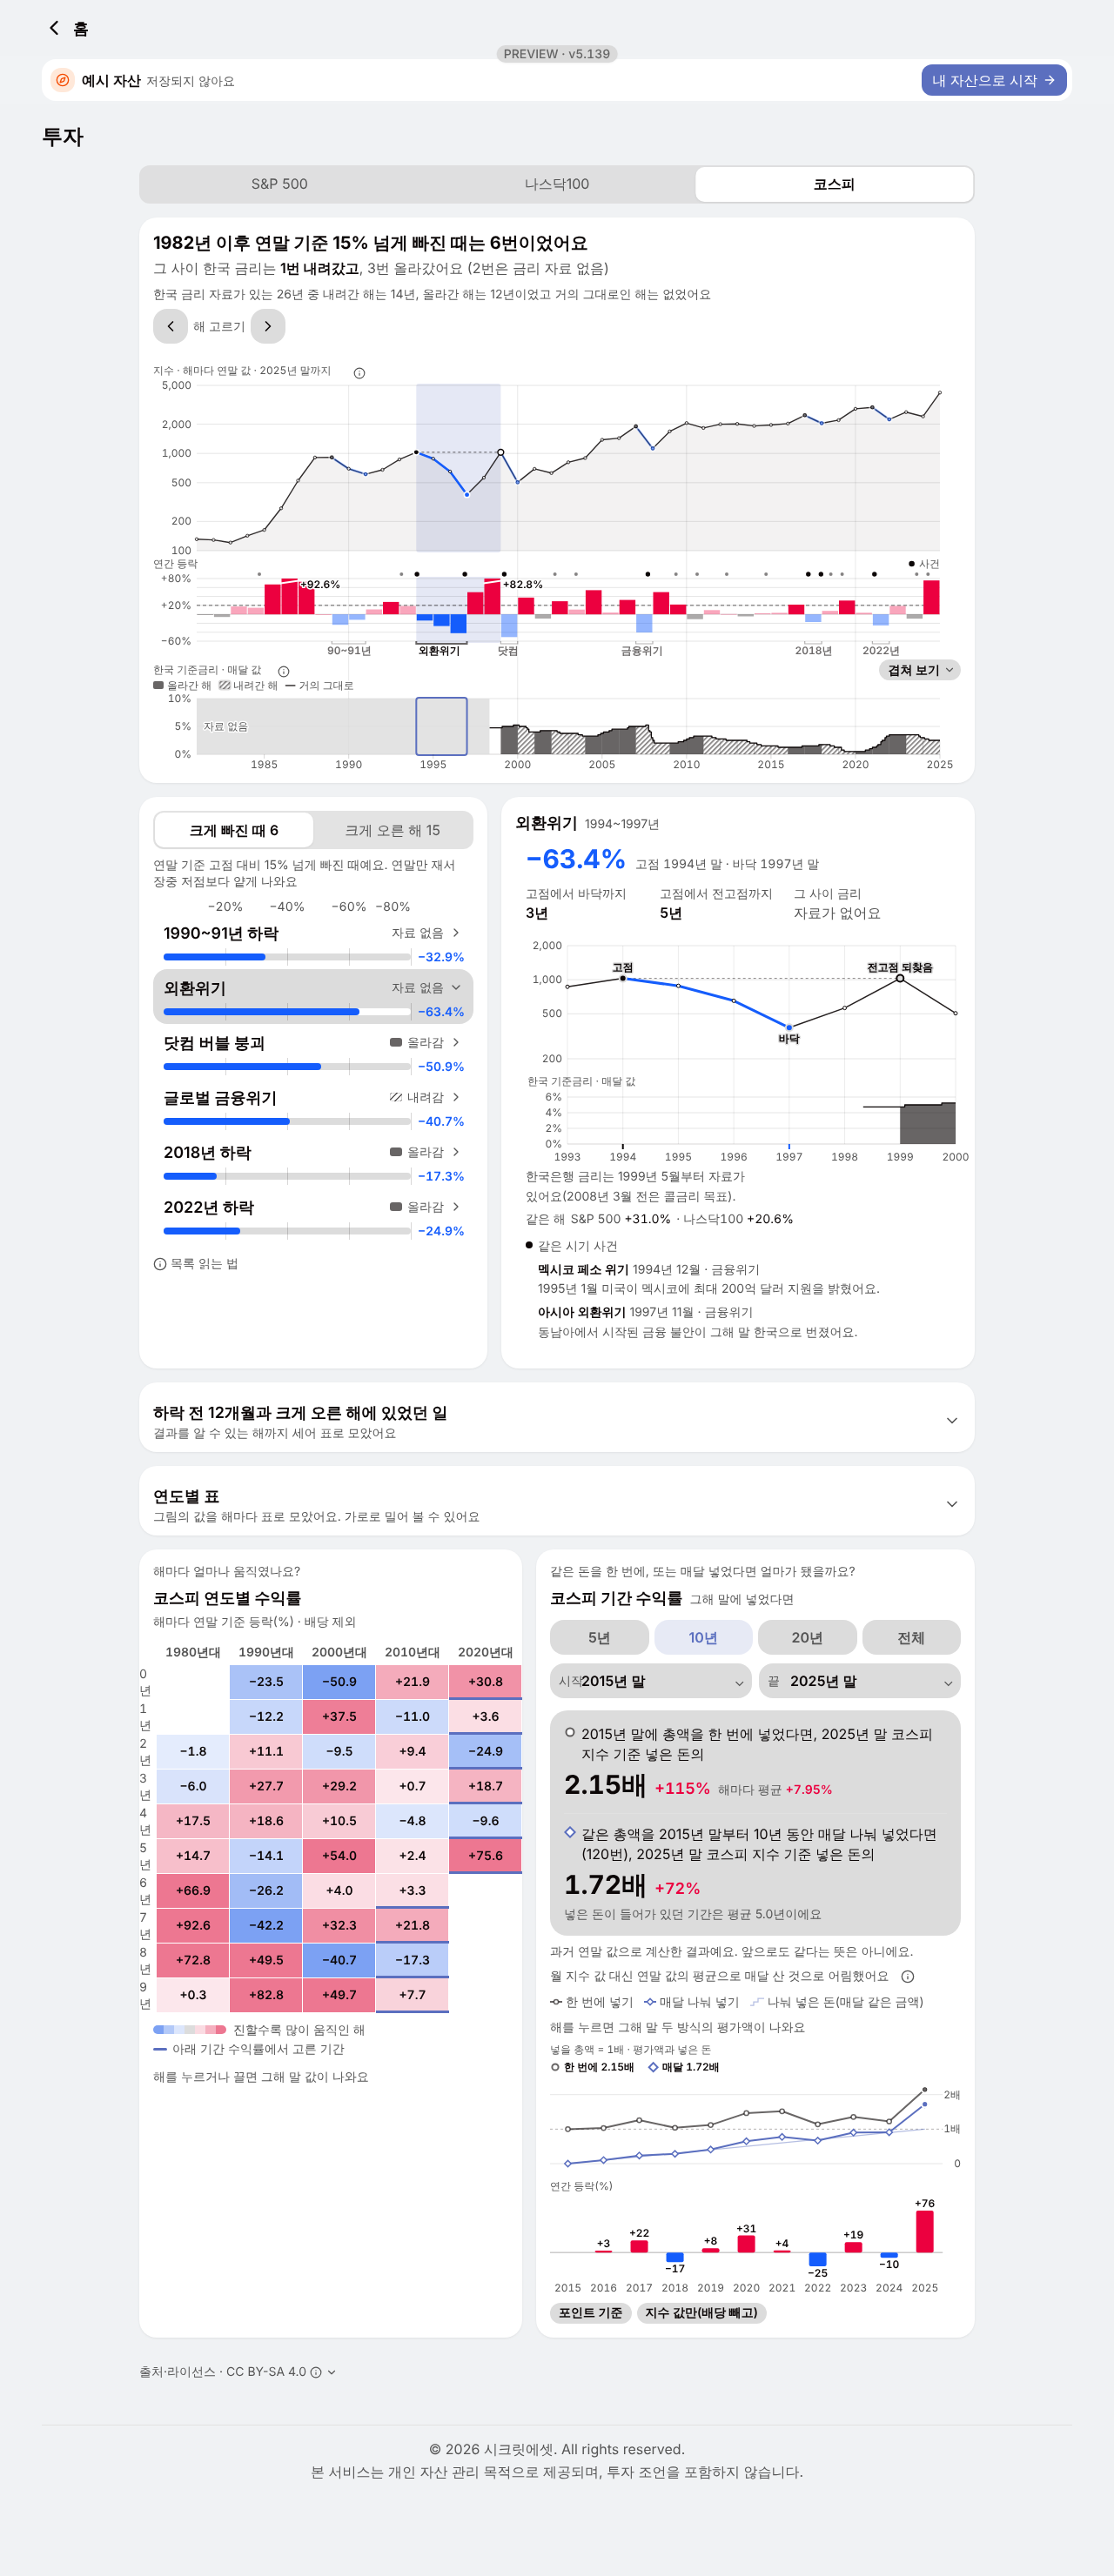 홈
PREVIEW · v5.139
예시 자산 저장되지 않아요
내 자산으로 시작 →
투자
S&P 500
나스닥100
코스피
1982년 이후 연말 기준 15% 넘게 빠진 때는 6번이었어요
그 사이 한국 금리는 1번 내려갔고, 3번 올라갔어요 (2번은 금리 자료 없음)
한국 금리 자료가 있는 26년 중 내려간 해는 14년, 올라간 해는 12년이었고 거의 그대로인 해는 없었어요
해 고르기
지수 · 해마다 연말 값 · 2025년 말까지
5,000
2,000
1,000
500
200
100
연간 등락
사건
+80%
+92.6%
+82.8%
+20%
−60%
90~91년
외환위기
닷컴
금융위기
2018년
2022년
한국 기준금리 · 매달 값
겹쳐 보기
올라간 해 내려간 해 거의 그대로
10%
5%
자료 없음
0%
1985 1990 1995 2000 2005 2010 2015 2020 2025
크게 빠진 때 6
크게 오른 해 15
연말 기준 고점 대비 15% 넘게 빠진 때예요. 연말만 재서
장중 저점보다 얕게 나와요
−20% −40% −60% −80%
1990~91년 하락 자료 없음
−32.9%
외환위기 자료 없음
−63.4%
닷컴 버블 붕괴 올라감
−50.9%
글로벌 금융위기 내려감
−40.7%
2018년 하락 올라감
−17.3%
2022년 하락 올라감
−24.9%
목록 읽는 법
외환위기 1994~1997년
−63.4% 고점 1994년 말 · 바닥 1997년 말
고점에서 바닥까지 고점에서 전고점까지 그 사이 금리
3년 5년 자료가 없어요
2,000
1,000
500
200
고점
전고점 되찾음
바닥
한국 기준금리 · 매달 값
6%
4%
2%
0%
1993 1994 1995 1996 1997 1998 1999 2000
한국은행 금리는 1999년 5월부터 자료가
있어요(2008년 3월 전은 콜금리 목표).
같은 해 S&P 500 +31.0% · 나스닥100 +20.6%
같은 시기 사건
멕시코 페소 위기 1994년 12월 · 금융위기
1995년 1월 미국이 멕시코에 최대 200억 달러 지원을 밝혔어요.
아시아 외환위기 1997년 11월 · 금융위기
동남아에서 시작된 금융 불안이 그해 말 한국으로 번졌어요.
하락 전 12개월과 크게 오른 해에 있었던 일
결과를 알 수 있는 해까지 세어 표로 모았어요
연도별 표
그림의 값을 해마다 표로 모았어요. 가로로 밀어 볼 수 있어요
해마다 얼마나 움직였나요?
코스피 연도별 수익률
해마다 연말 기준 등락(%) · 배당 제외
1980년대 1990년대 2000년대 2010년대 2020년대
0년 −23.5 −50.9 +21.9 +30.8
1년 −12.2 +37.5 −11.0 +3.6
2년 −1.8 +11.1 −9.5 +9.4 −24.9
3년 −6.0 +27.7 +29.2 +0.7 +18.7
4년 +17.5 +18.6 +10.5 −4.8 −9.6
5년 +14.7 −14.1 +54.0 +2.4 +75.6
6년 +66.9 −26.2 +4.0 +3.3
7년 +92.6 −42.2 +32.3 +21.8
8년 +72.8 +49.5 −40.7 −17.3
9년 +0.3 +82.8 +49.7 +7.7
진할수록 많이 움직인 해
아래 기간 수익률에서 고른 기간
해를 누르거나 끌면 그해 말 값이 나와요
같은 돈을 한 번에, 또는 매달 넣었다면 얼마가 됐을까요?
코스피 기간 수익률 그해 말에 넣었다면
5년
10년
20년
전체
시작 2015년 말
끝 2025년 말
2015년 말에 총액을 한 번에 넣었다면, 2025년 말 코스피
지수 기준 넣은 돈의
2.15배 +115% 해마다 평균 +7.95%
같은 총액을 2015년 말부터 10년 동안 매달 나눠 넣었다면
(120번), 2025년 말 코스피 지수 기준 넣은 돈의
1.72배 +72%
넣은 돈이 들어가 있던 기간은 평균 5.0년이에요
과거 연말 값으로 계산한 결과예요. 앞으로도 같다는 뜻은 아니에요.
월 지수 값 대신 연말 값의 평균으로 매달 산 것으로 어림했어요
한 번에 넣기 매달 나눠 넣기 나눠 넣은 돈(매달 같은 금액)
해를 누르면 그해 말 두 방식의 평가액이 나와요
넣을 총액 = 1배 · 평가액과 넣은 돈
한 번에 2.15배 매달 1.72배
2배
1배
0
연간 등락(%)
+3 +22 −17 +8 +31 +4 −25 +19 −10 +76
2015 2016 2017 2018 2019 2020 2021 2022 2023 2024 2025
포인트 기준
지수 값만(배당 빼고)
출처·라이선스 · CC BY-SA 4.0
© 2026 시크릿에셋. All rights reserved.
본 서비스는 개인 자산 관리 목적으로 제공되며, 투자 조언을 포함하지 않습니다.